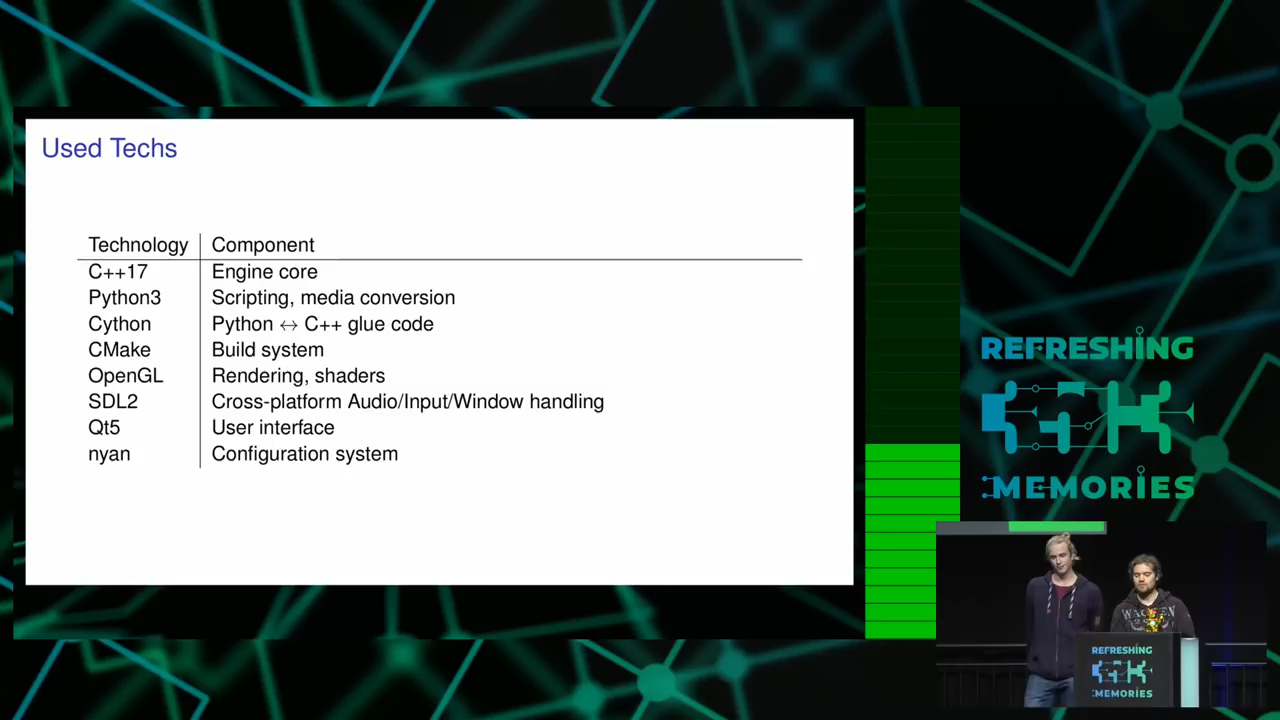 Used Techs
Technology Component
C++17 Engine core
Python3 Scripting, media conversion
Cython Python ↔ C++ glue code
CMake Build system
OpenGL Rendering, shaders
SDL2 Cross-platform Audio/Input/Window handling
Qt5 User interface
nyan Configuration system
REFRESHING
35C3
MEMORIES
REFRESHING
35C3
MEMORIES